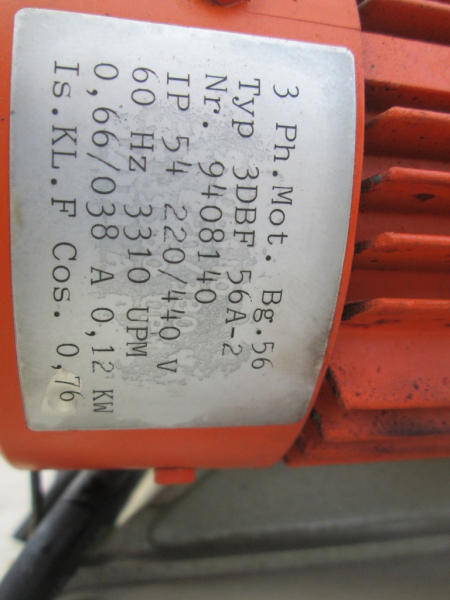 3 Ph.Mot. Bg.56
Typ 3DBF 56A-2
Nr. 9408140
IP 54 220/440 V
60 Hz 3310 UPM
0,66/038 A 0,12 KW
Is.KL.F Cos. 0,76